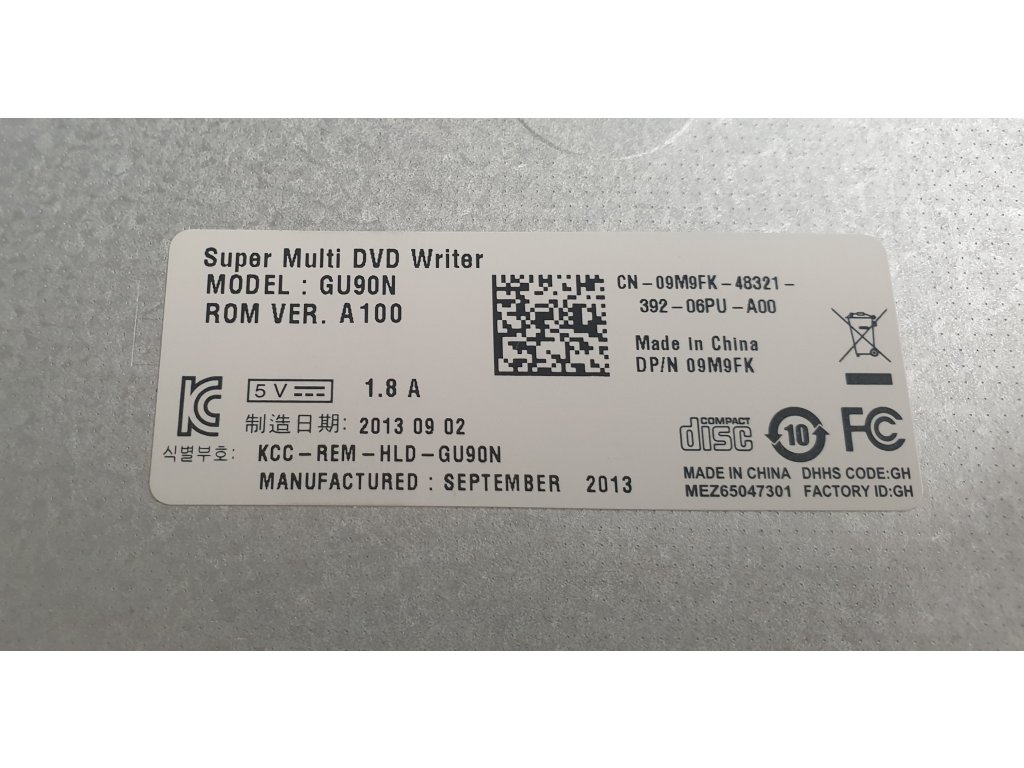 Super Multi DVD Writer
MODEL : GU90N
ROM VER. A100
CN - 09M9FK - 48321 -
392 - 06PU - A00
Made in China
DP/N 09M9FK
KC
5 V
1.8 A
制造日期: 2013 09 02
식별부호: KCC - REM - HLD - GU90N
MANUFACTURED : SEPTEMBER 2013
COMPACT
disc
10
FC
MADE IN CHINA DHHS CODE:GH
MEZ65047301 FACTORY ID:GH